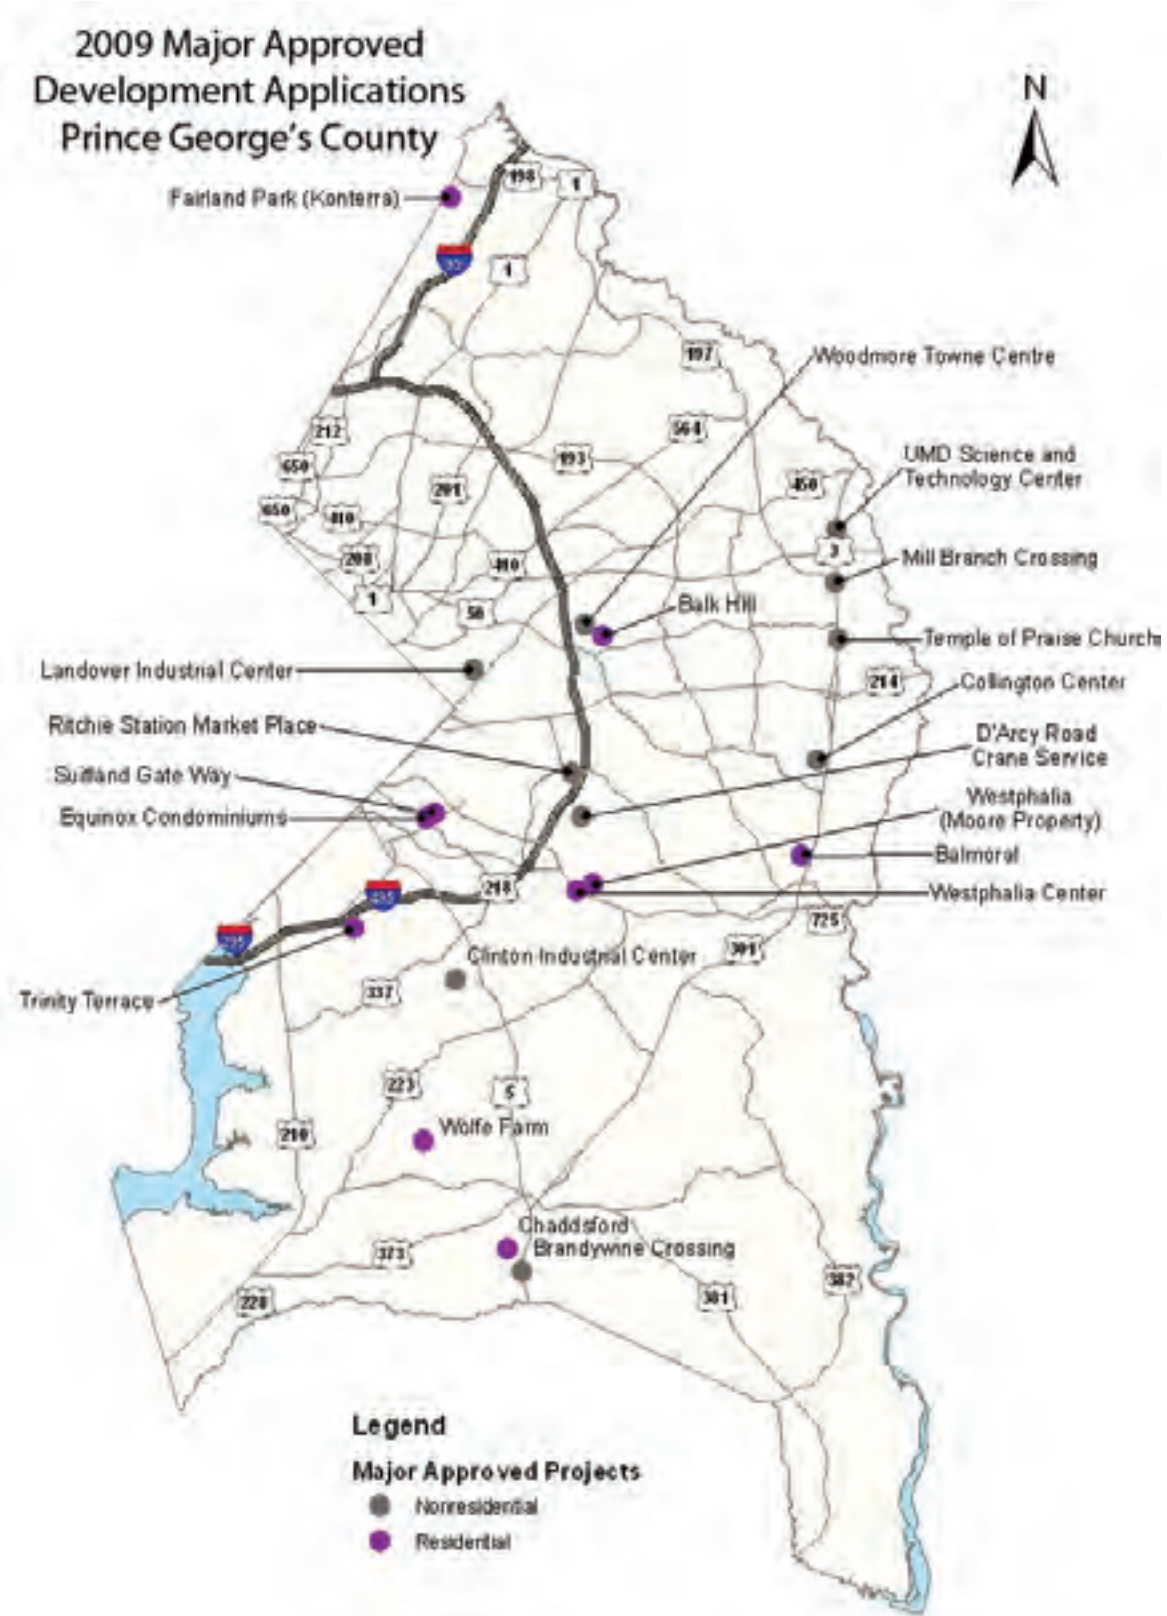 2009 Major Approved
Development Applications
Prince George's County
N
Fairland Park (Konterra)
198
1
95
1
197
Woodmore Towne Centre
212
564
650
193
UMD Science and
Technology Center
201
450
650
410
208
410
3
Mill Branch Crossing
1
50
Balk Hill
Temple of Praise Church
Landover Industrial Center
214
Collington Center
Ritchie Station Market Place
D'Arcy Road
Crane Service
Suitland Gate Way
Westphalia
(Moore Property)
Equinox Condominiums
Balmoral
218
Westphalia Center
725
301
Clinton Industrial Center
337
Trinity Terrace
223
5
Wolfe Farm
210
Chaddsford
Brandywine Crossing
373
382
228
381
Legend
Major Approved Projects
Nonresidential
Residential